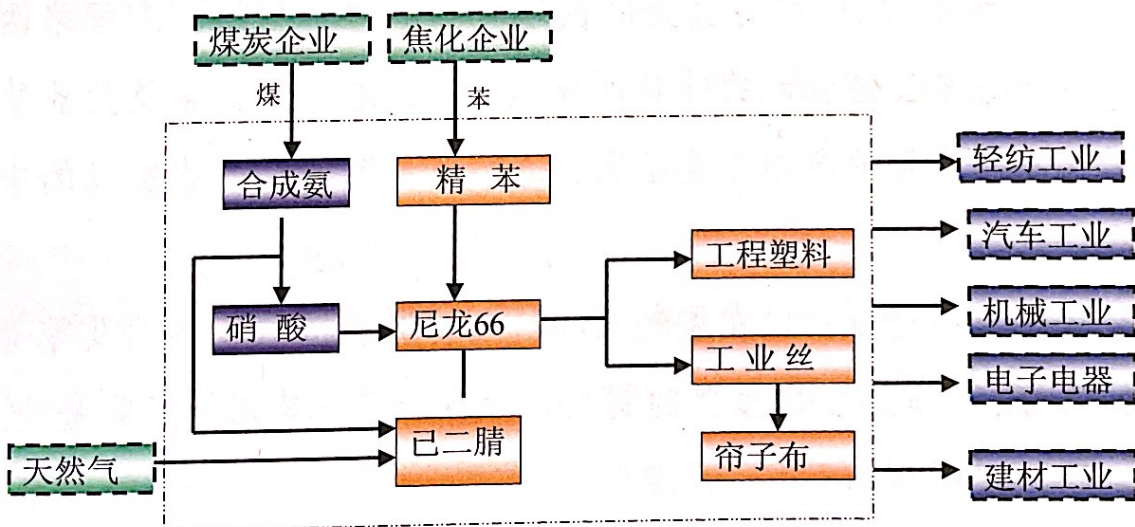 煤炭企业
焦化企业
煤
苯
合成氨
精 苯
轻纺工业
工程塑料
汽车工业
硝 酸
尼龙66
机械工业
工 业 丝
电子电器
已二腈
帘子布
天然气
建材工业